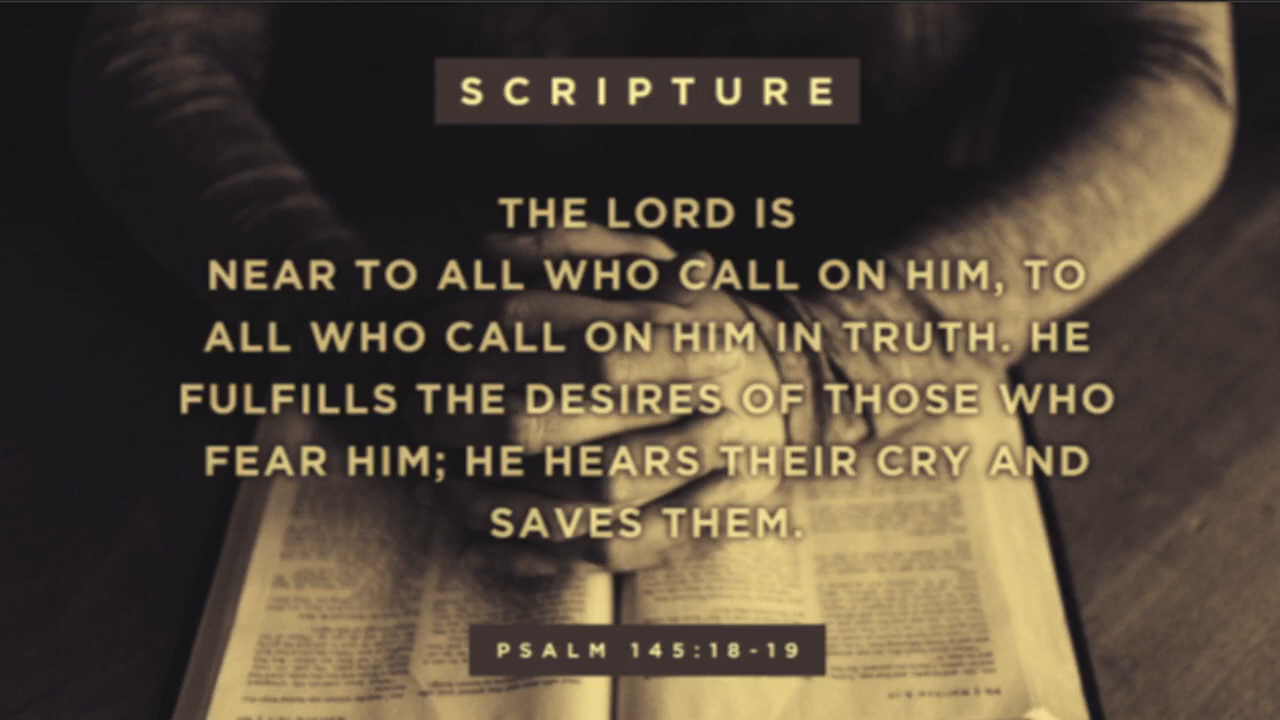 SCRIPTURE
THE LORD IS
NEAR TO ALL WHO CALL ON HIM, TO
ALL WHO CALL ON HIM IN TRUTH. HE
FULFILLS THE DESIRES OF THOSE WHO
FEAR HIM; HE HEARS THEIR CRY AND
SAVES THEM.
PSALM 145:18-19